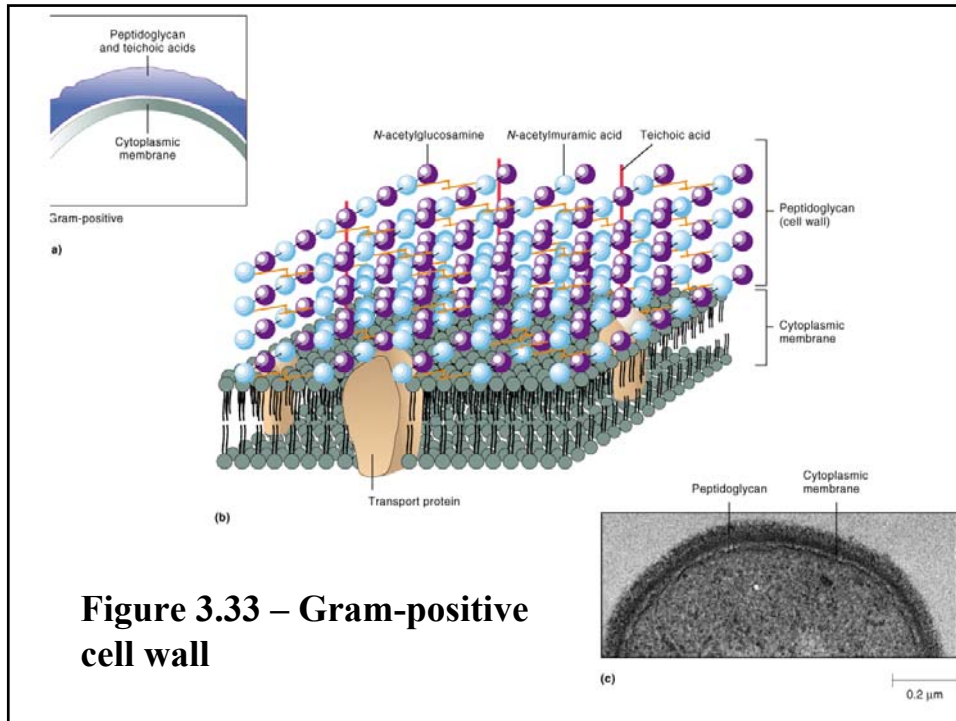 Peptidoglycan
and teichoic acids
Cytoplasmic
membrane
Gram-positive
a)
N-acetylglucosamine
N-acetylmuramic acid
Teichoic acid
Peptidoglycan
(cell wall)
Cytoplasmic
membrane
Transport protein
(b)
Peptidoglycan
Cytoplasmic
membrane
(c)
0.2 μm
Figure 3.33 – Gram-positive
cell wall